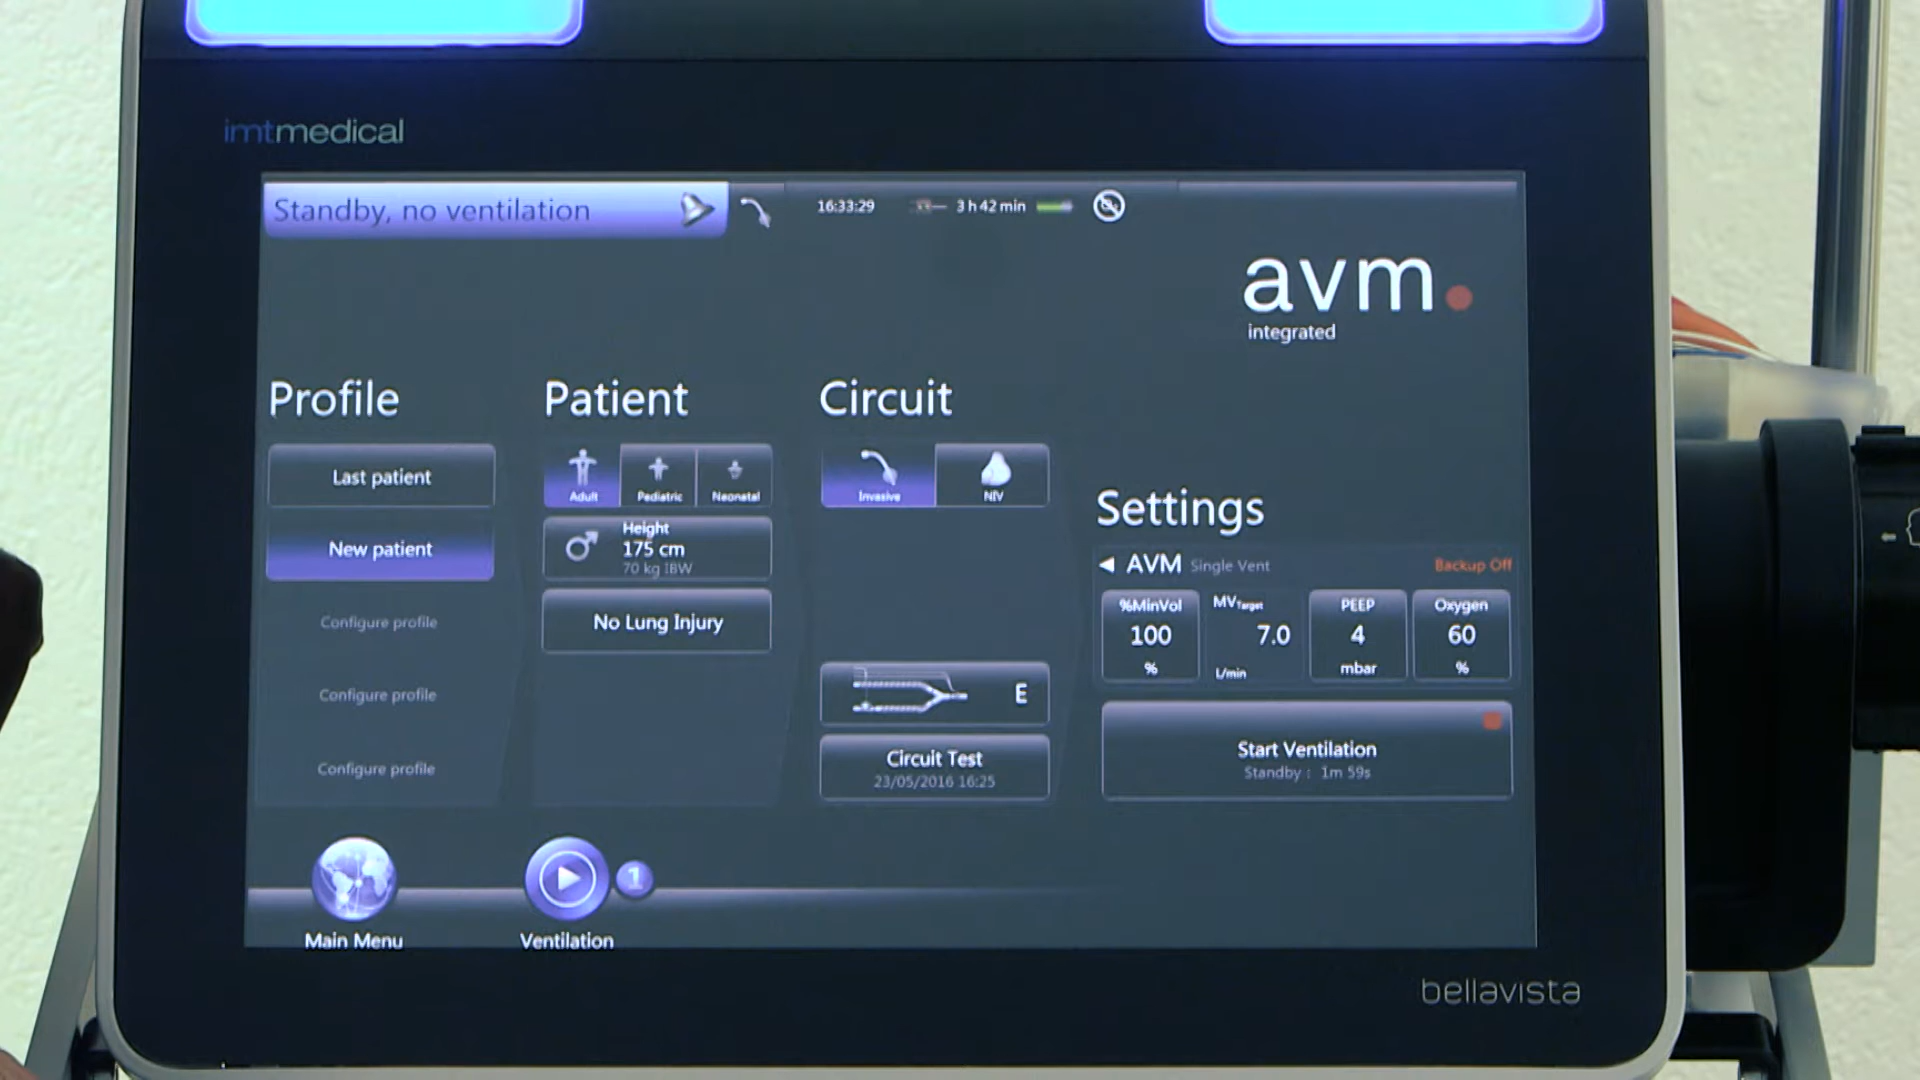 imtmedical
Standby, no ventilation
16:33:29
3 h 42 min
avm.
integrated
Profile
Last patient
New patient
Configure profile
Configure profile
Configure profile
Patient
Adult
Pediatric
Neonatal
Height
175 cm
70 kg IBW
No Lung Injury
Circuit
Invasive
NIV
E
Circuit Test
23/05/2016 16:25
Settings
AVM Single Vent Backup Off
%MinVol
100
%
MVTarget
7.0
L/min
PEEP
4
mbar
Oxygen
60
%
Start Ventilation
Standby : 1m 59s
Main Menu
Ventilation
1
bellavista